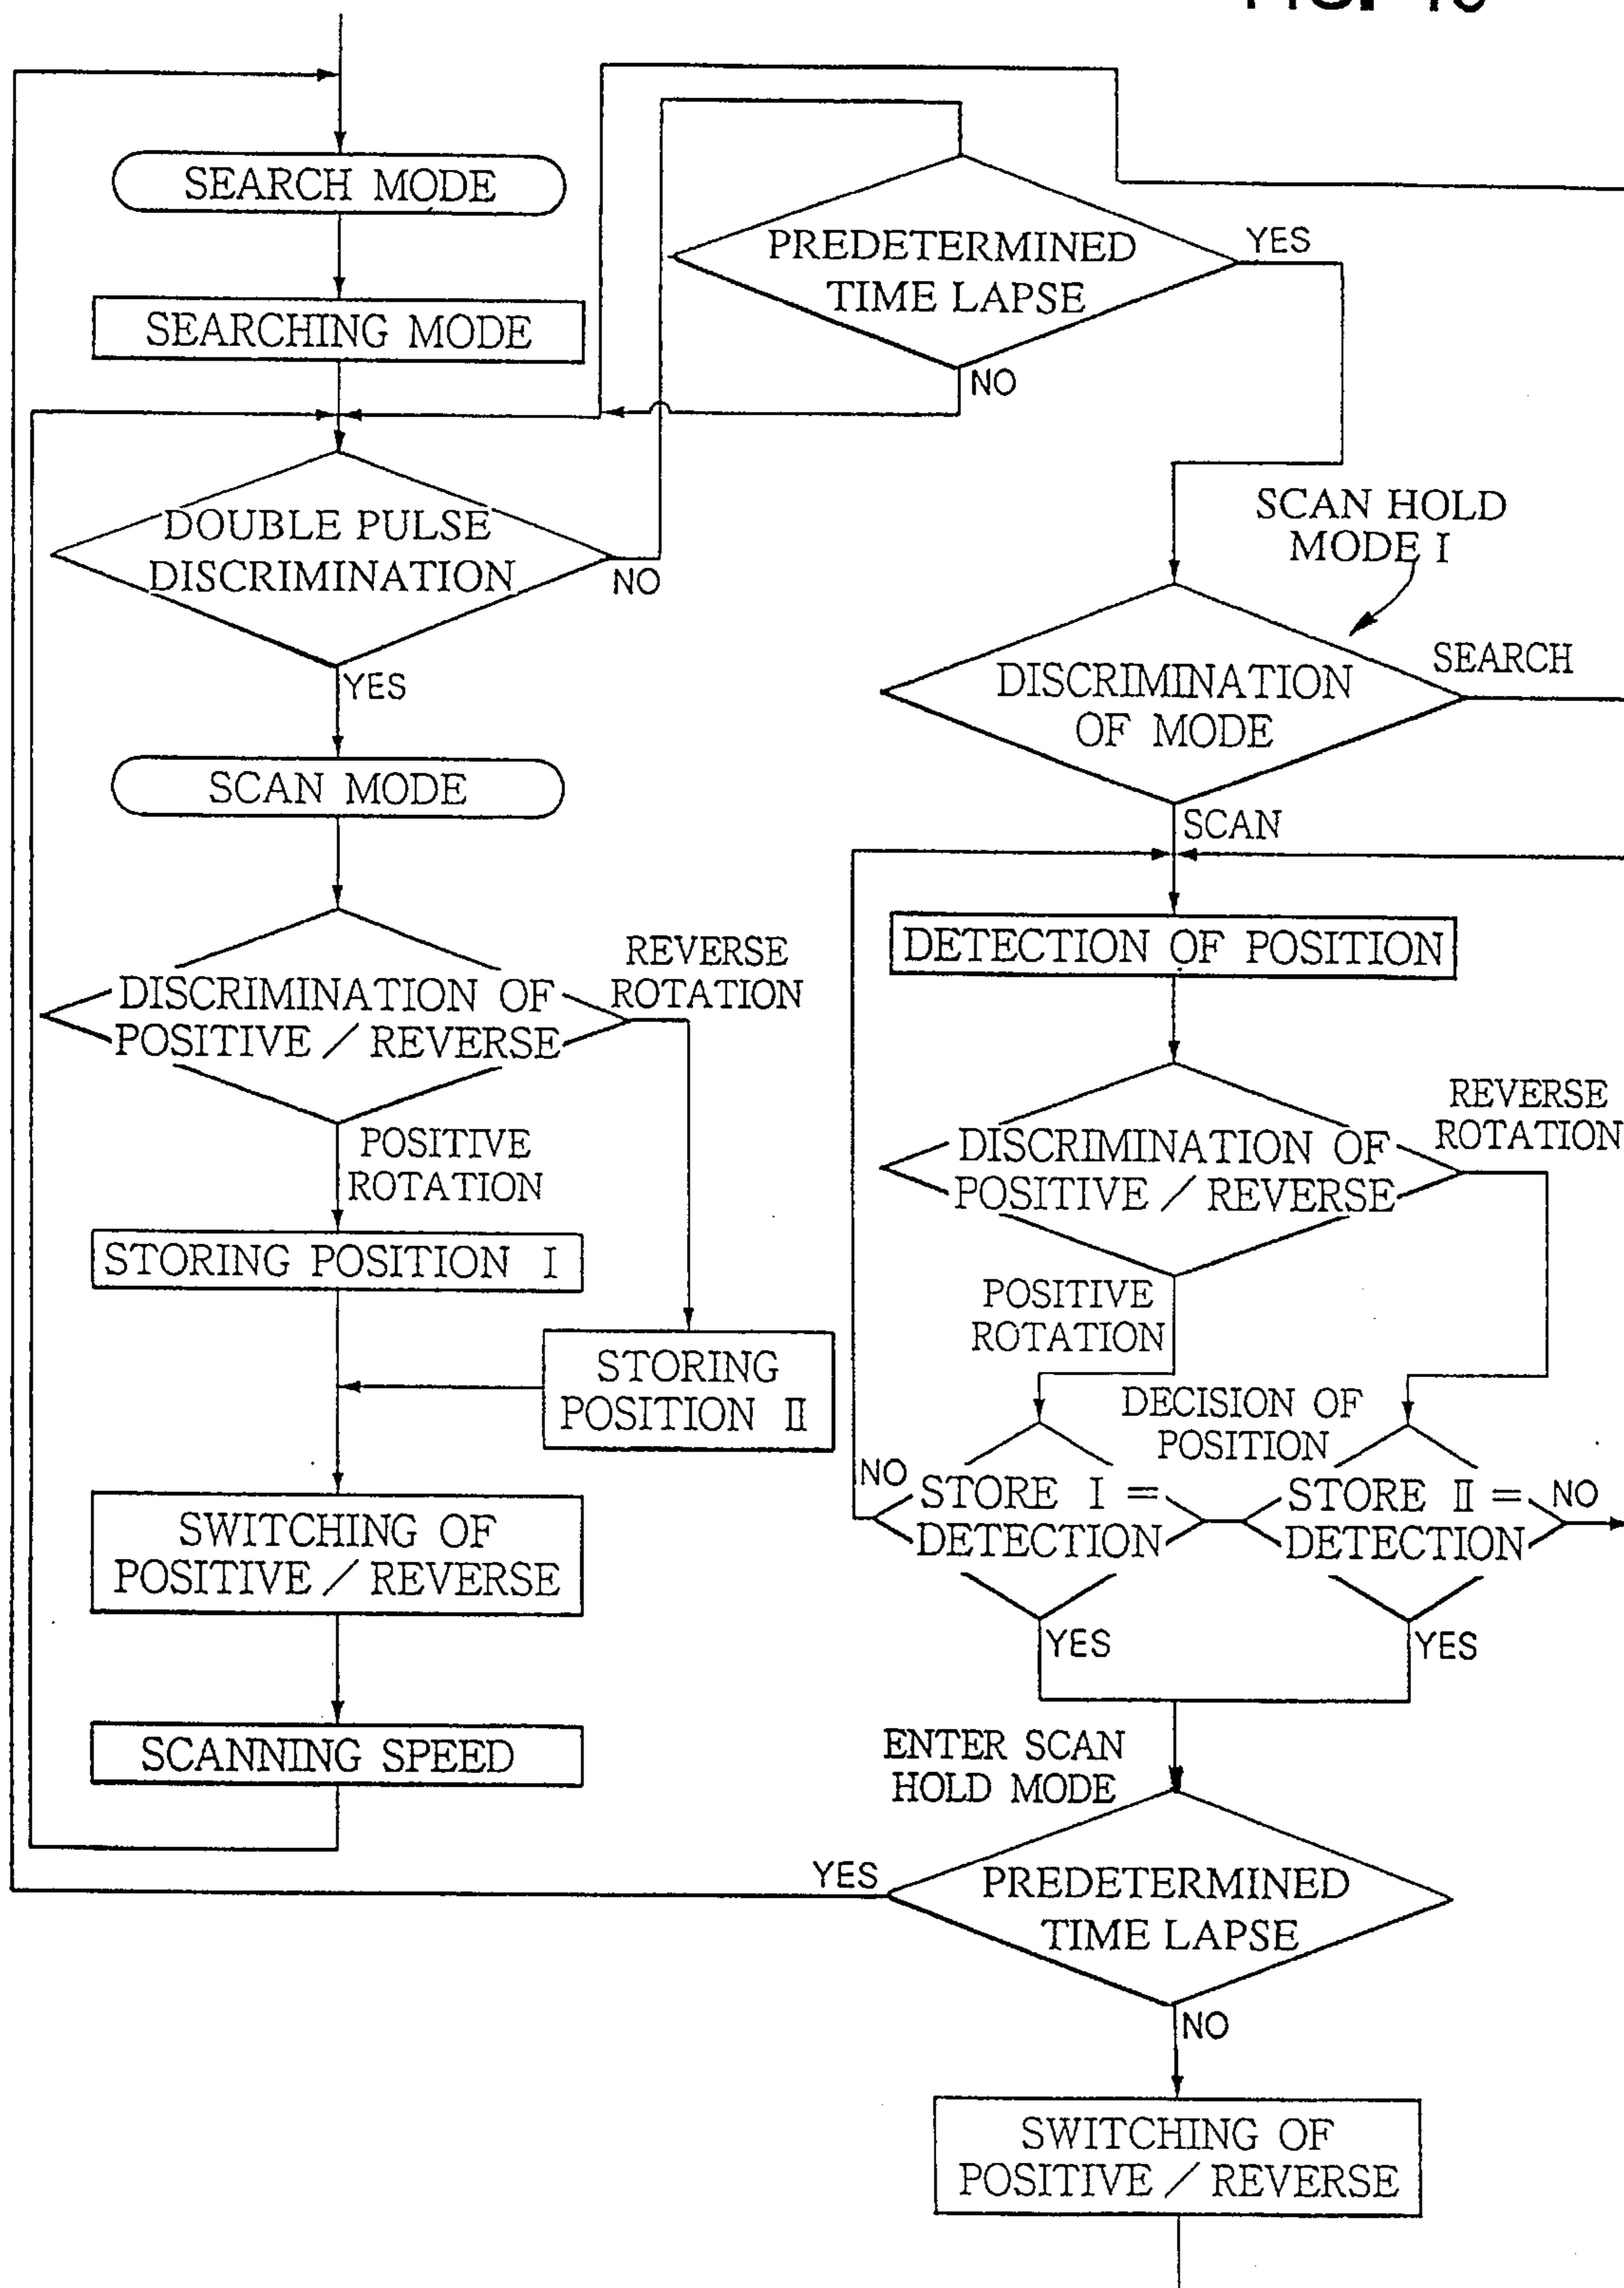 SEARCH MODE
SEARCHING MODE
DOUBLE PULSE
DISCRIMINATION
NO
YES
SCAN MODE
DISCRIMINATION OF
POSITIVE / REVERSE
REVERSE
ROTATION
POSITIVE
ROTATION
STORING POSITION I
STORING
POSITION II
SWITCHING OF
POSITIVE / REVERSE
SCANNING SPEED
PREDETERMINED
TIME LAPSE
YES
NO
SCAN HOLD
MODE I
DISCRIMINATION
OF MODE
SEARCH
SCAN
DETECTION OF POSITION
DISCRIMINATION OF
POSITIVE / REVERSE
REVERSE
ROTATION
POSITIVE
ROTATION
DECISION OF
POSITION
NO
STORE I =
DETECTION
STORE II =
DETECTION
NO
YES
YES
ENTER SCAN
HOLD MODE
YES
PREDETERMINED
TIME LAPSE
NO
SWITCHING OF
POSITIVE / REVERSE